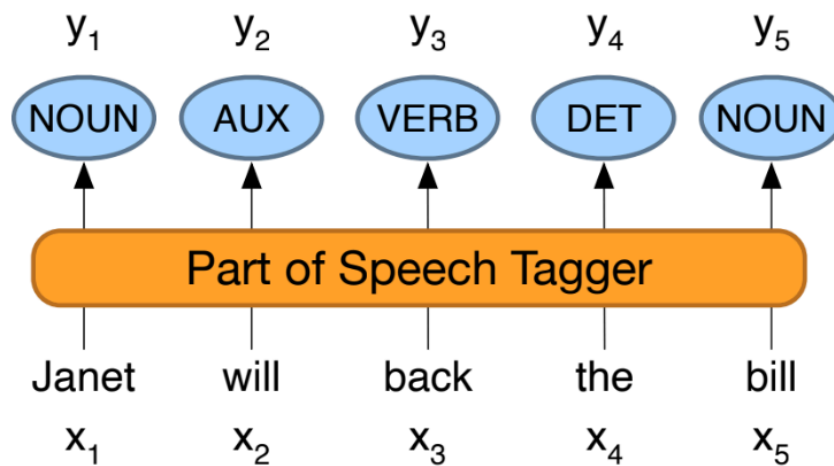 y₁ y₂ y₃ y₄ y₅
NOUN AUX VERB DET NOUN
Part of Speech Tagger
Janet will back the bill
x₁ x₂ x₃ x₄ x₅